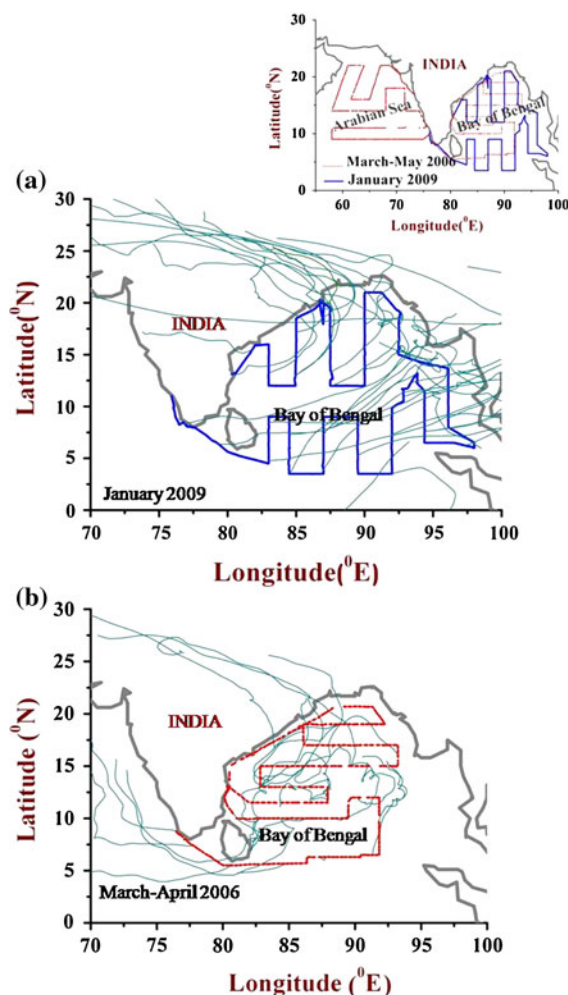 INDIA
Latitude(⁰N)
30
20
10
0
Arabian Sea
Bay of Bengal
March-May 2006
January 2009
60 70 80 90 100
Longitude(⁰E)
(a)
Latitude(⁰N)
30
25
20
15
10
5
0
INDIA
Bay of Bengal
January 2009
70 75 80 85 90 95 100
Longitude(⁰E)
(b)
Latitude (⁰N)
30
25
20
15
10
5
0
INDIA
Bay of Bengal
March-April 2006
70 75 80 85 90 95 100
Longitude (⁰E)